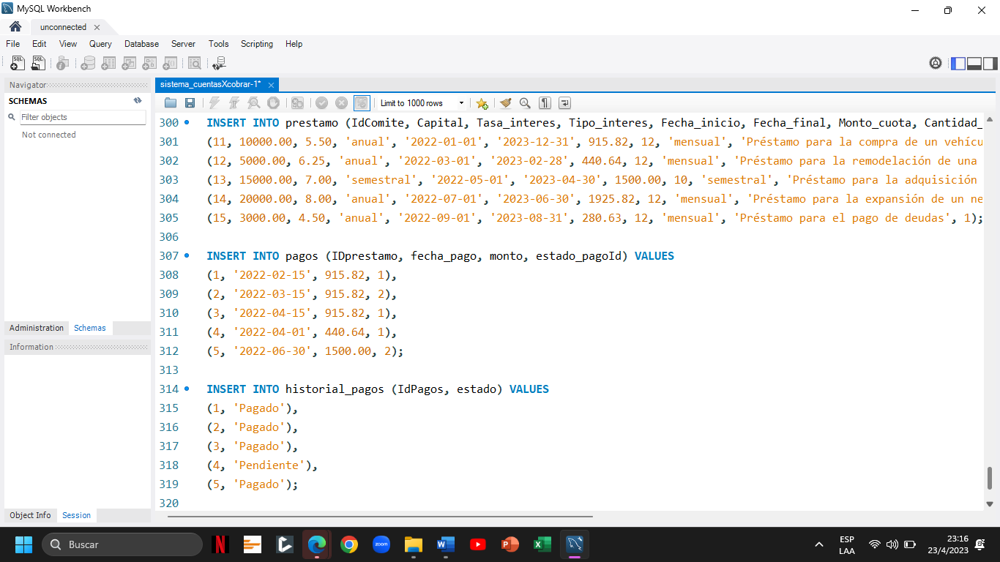 MySQL Workbench
unconnected
File Edit View Query Database Server Tools Scripting Help
Navigator
SCHEMAS
Filter objects
Not connected
Administration Schemas
Information
Object Info Session
sistema_cuentasXcobrar-1*
Limit to 1000 rows
300 INSERT INTO prestamo (IdComite, Capital, Tasa_interes, Tipo_interes, Fecha_inicio, Fecha_final, Monto_cuota, Cantidad_
301 (11, 10000.00, 5.50, 'anual', '2022-01-01', '2023-12-31', 915.82, 12, 'mensual', 'Préstamo para la compra de un vehícu
302 (12, 5000.00, 6.25, 'anual', '2022-03-01', '2023-02-28', 440.64, 12, 'mensual', 'Préstamo para la remodelación de una
303 (13, 15000.00, 7.00, 'semestral', '2022-05-01', '2023-04-30', 1500.00, 10, 'semestral', 'Préstamo para la adquisición
304 (14, 20000.00, 8.00, 'anual', '2022-07-01', '2023-06-30', 1925.82, 12, 'mensual', 'Préstamo para la expansión de un ne
305 (15, 3000.00, 4.50, 'anual', '2022-09-01', '2023-08-31', 280.63, 12, 'mensual', 'Préstamo para el pago de deudas', 1);
306
307 INSERT INTO pagos (IDprestamo, fecha_pago, monto, estado_pagoId) VALUES
308 (1, '2022-02-15', 915.82, 1),
309 (2, '2022-03-15', 915.82, 2),
310 (3, '2022-04-15', 915.82, 1),
311 (4, '2022-04-01', 440.64, 1),
312 (5, '2022-06-30', 1500.00, 2);
313
314 INSERT INTO historial_pagos (IdPagos, estado) VALUES
315 (1, 'Pagado'),
316 (2, 'Pagado'),
317 (3, 'Pagado'),
318 (4, 'Pendiente'),
319 (5, 'Pagado');
320
Buscar
zoom
ESP
LAA
23:16
23/4/2023